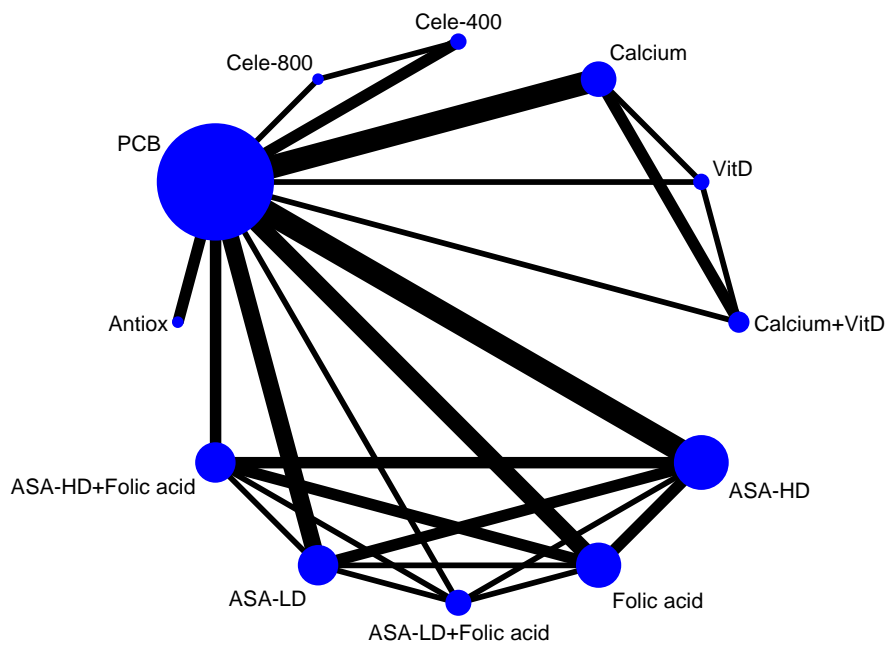 Cele-400
Calcium
Cele-800
PCB
VitD
Antiox
Calcium+VitD
ASA-HD+Folic acid
ASA-HD
ASA-LD
Folic acid
ASA-LD+Folic acid